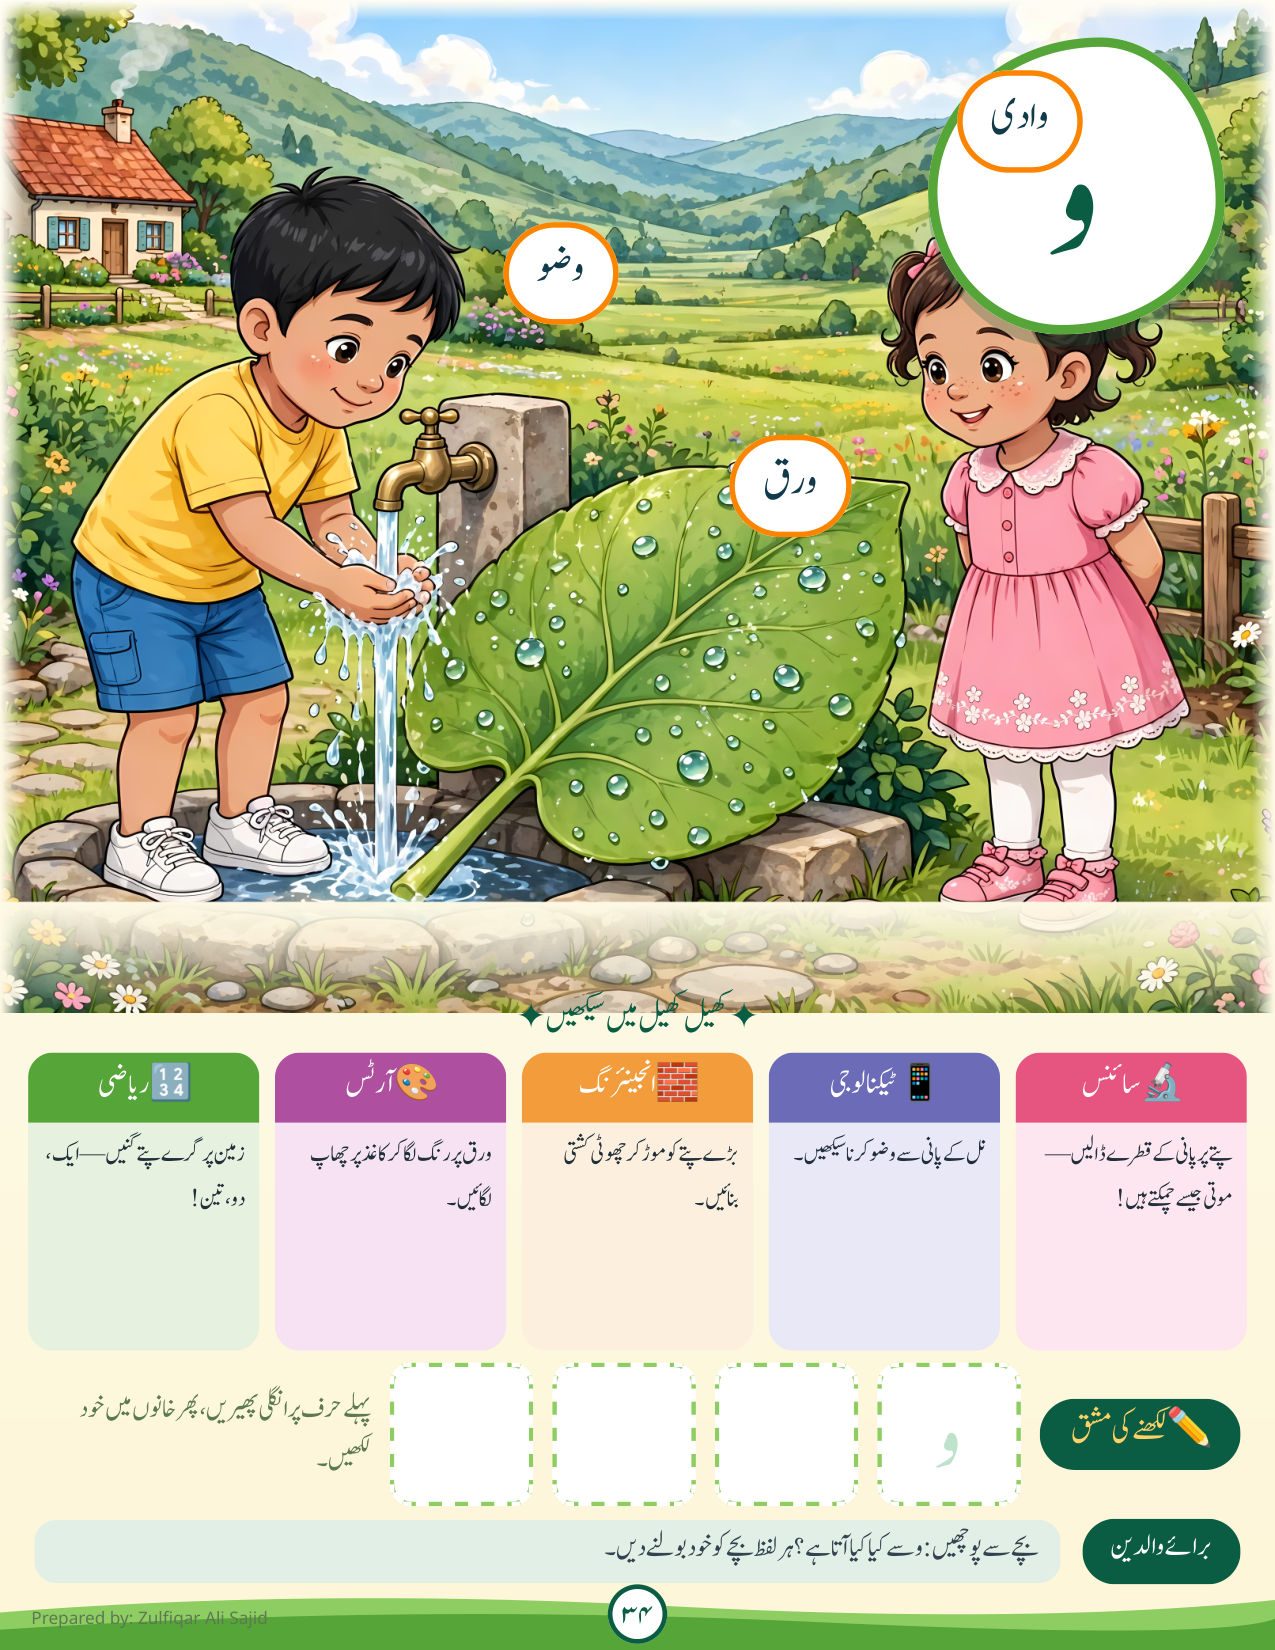 وادی
و
وضو
ورق
✦ کھیل کھیل میں سیکھیں ✦
🔬 سائنس
پتے پر پانی کے قطرے ڈالیں —
موتی جیسے چمکتے ہیں!
📱 ٹیکنالوجی
نل کے پانی سے وضو کرنا سیکھیں۔
🧱 انجینئرنگ
بڑے پتے کو موڑ کر چھوٹی کشتی
بنائیں۔
🎨 آرٹس
ورق پر رنگ لگا کر کاغذ پر چھاپ
لگائیں۔
🔢 ریاضی
زمین پر گرے پتے گنیں — ایک،
دو، تین!
✏️ لکھنے کی مشق
و
پہلے حرف پر انگلی پھیریں، پھر خانوں میں خود
لکھیں۔
برائے والدین
بچے سے پوچھیں: و سے کیا کیا آتا ہے؟ ہر لفظ بچے کو خود بولنے دیں۔
۳۴
Prepared by: Zulfiqar Ali Sajid